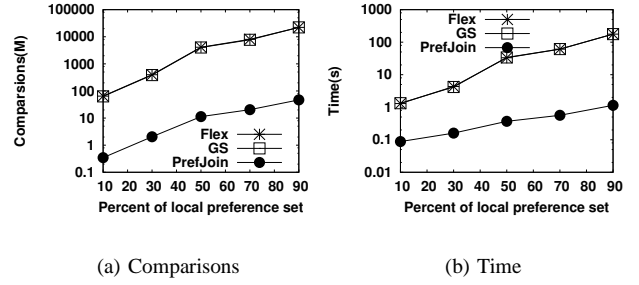 100000
10000
1000
100
10
1
0.1
Comparsions(M)
Flex
GS
PrefJoin
10 20 30 40 50 60 70 80 90
Percent of local preference set
(a) Comparisons
1000
100
10
1
0.1
0.01
Time(s)
Flex
GS
PrefJoin
10 20 30 40 50 60 70 80 90
Percent of local preference set
(b) Time